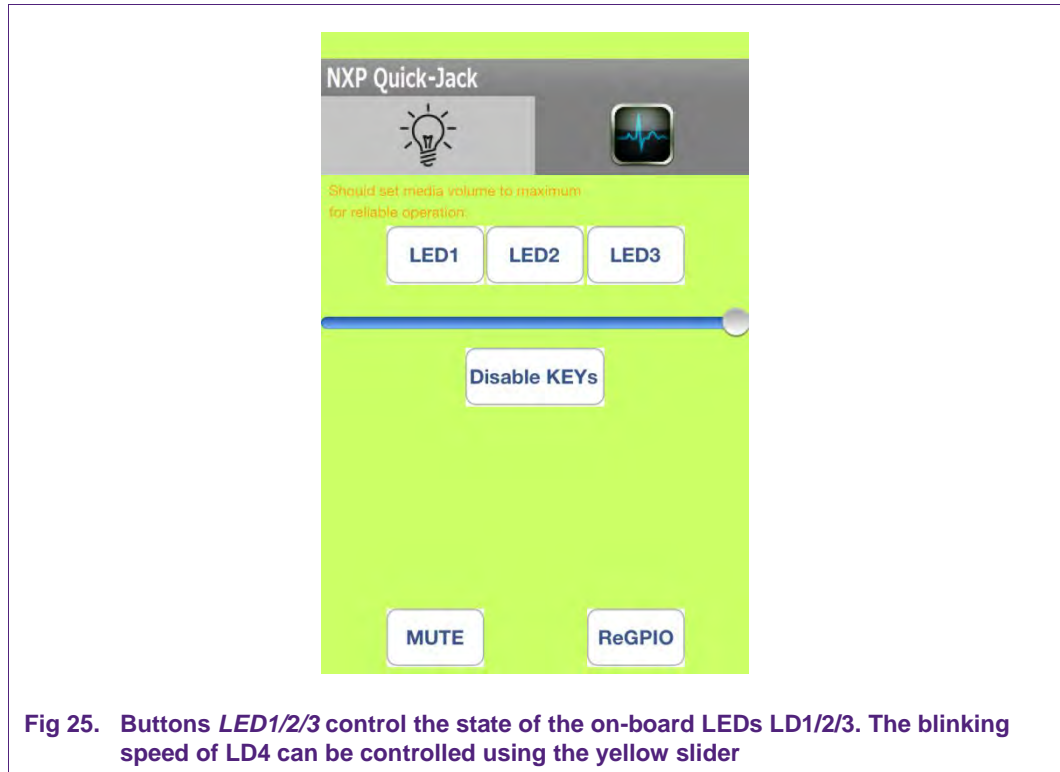 NXP Quick-Jack
Should set media volume to maximum
for reliable operation.
LED1 LED2 LED3
Disable KEYs
MUTE ReGPIO
Fig 25. Buttons LED1/2/3 control the state of the on-board LEDs LD1/2/3. The blinking
speed of LD4 can be controlled using the yellow slider